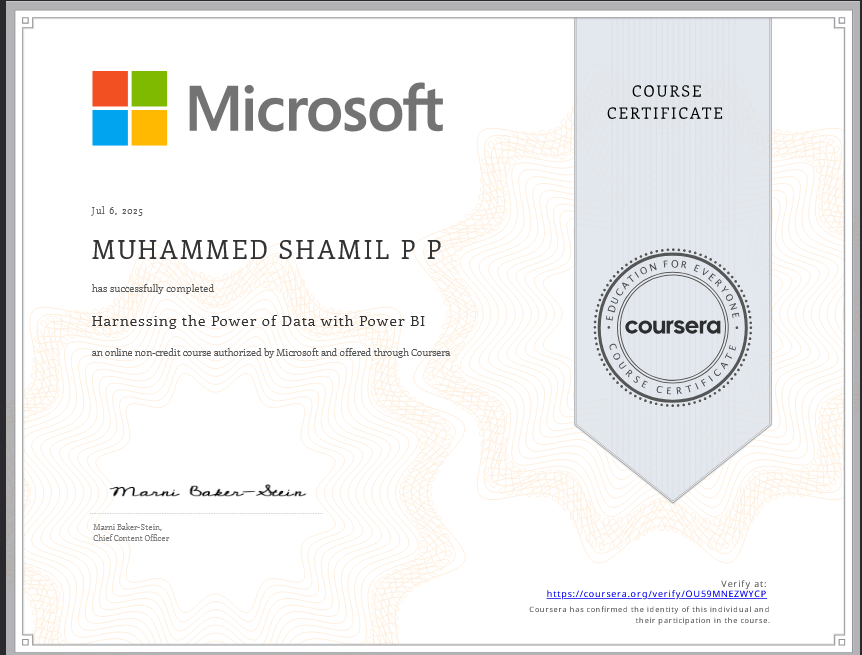 Microsoft
COURSE
CERTIFICATE
Jul 6, 2025
MUHAMMED SHAMIL P P
has successfully completed
Harnessing the Power of Data with Power BI
an online non-credit course authorized by Microsoft and offered through Coursera
EDUCATION FOR EVERYONE
coursera
COURSE CERTIFICATE
Marni Baker-Stein
Marni Baker-Stein,
Chief Content Officer
Verify at:
https://coursera.org/verify/OU59MNEZWYCP
Coursera has confirmed the identity of this individual and
their participation in the course.